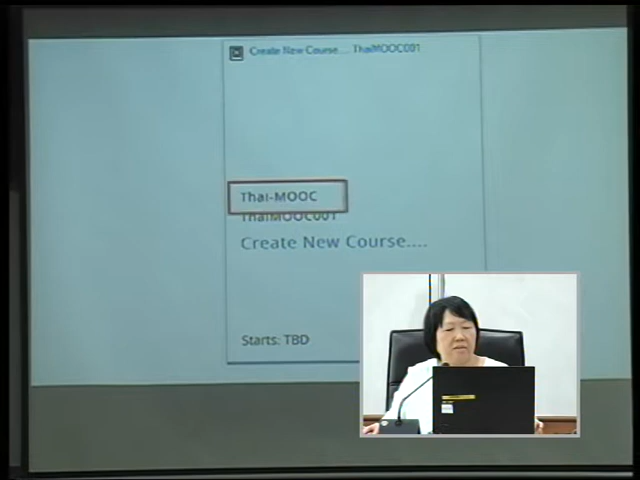 Create New Course.... ThaiMOOC001
Thai-MOOC
ThaiMOOC001
Create New Course....
Starts: TBD